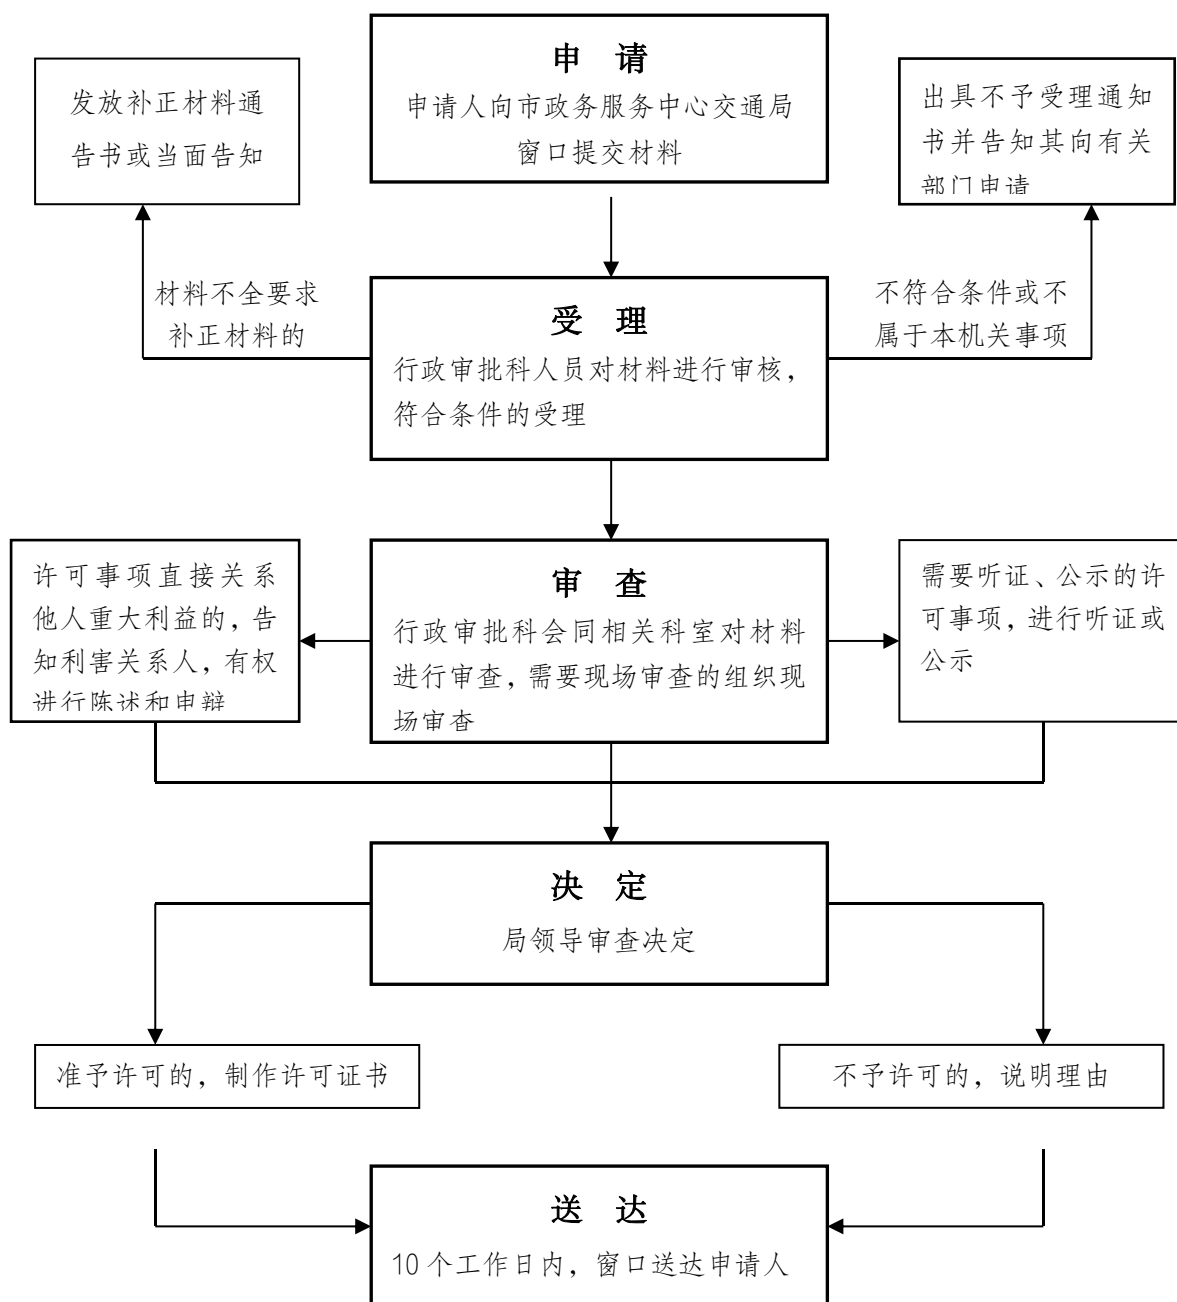 申 请
申请人向市政务服务中心交通局
窗口提交材料
发放补正材料通
告书或当面告知
出具不予受理通知
书并告知其向有关
部门申请
材料不全要求
补正材料的
不符合条件或不
属于本机关事项
受 理
行政审批科人员对材料进行审核，
符合条件的受理
许可事项直接关系
他人重大利益的，告
知利害关系人，有权
进行陈述和申辩
审 查
行政审批科会同相关科室对材料
进行审查，需要现场审查的组织现
场审查
需要听证、公示的许
可事项，进行听证或
公示
决 定
局领导审查决定
准予许可的，制作许可证书
不予许可的，说明理由
送 达
10个工作日内，窗口送达申请人